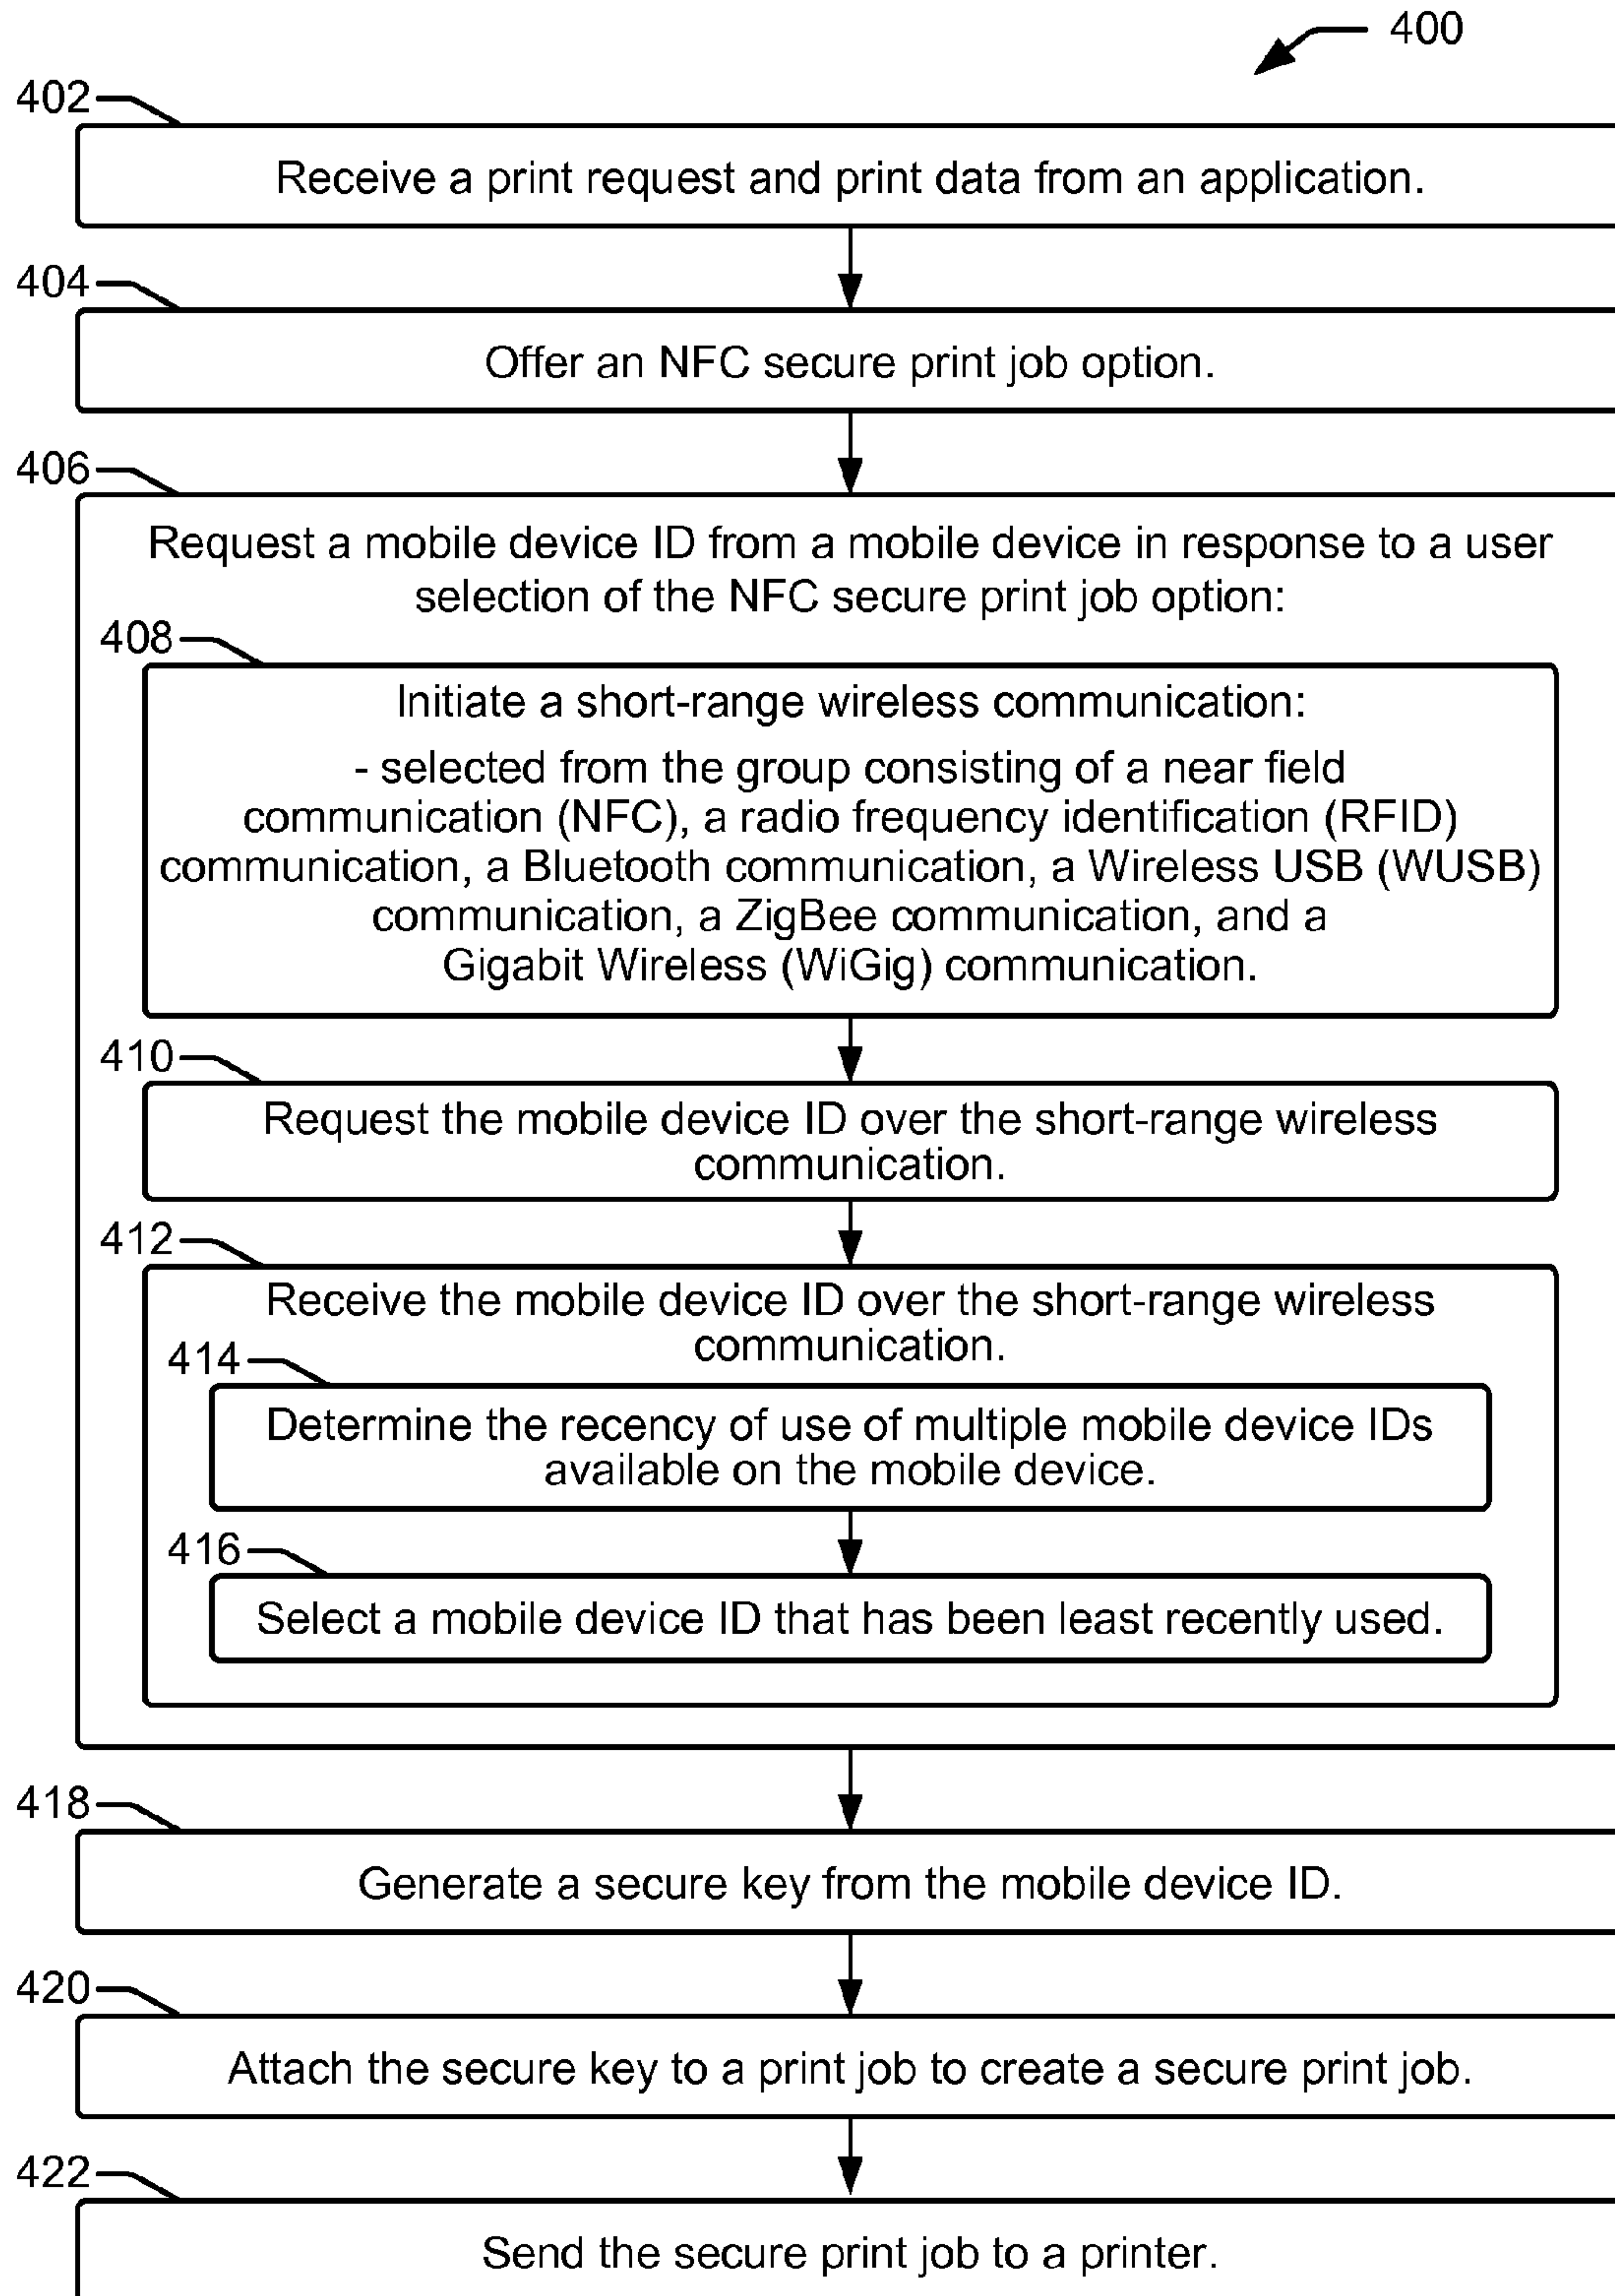 400
402
Receive a print request and print data from an application.
404
Offer an NFC secure print job option.
406
Request a mobile device ID from a mobile device in response to a user
selection of the NFC secure print job option:
408
Initiate a short-range wireless communication:
- selected from the group consisting of a near field
communication (NFC), a radio frequency identification (RFID)
communication, a Bluetooth communication, a Wireless USB (WUSB)
communication, a ZigBee communication, and a
Gigabit Wireless (WiGig) communication.
410
Request the mobile device ID over the short-range wireless
communication.
412
Receive the mobile device ID over the short-range wireless
communication.
414
Determine the recency of use of multiple mobile device IDs
available on the mobile device.
416
Select a mobile device ID that has been least recently used.
418
Generate a secure key from the mobile device ID.
420
Attach the secure key to a print job to create a secure print job.
422
Send the secure print job to a printer.